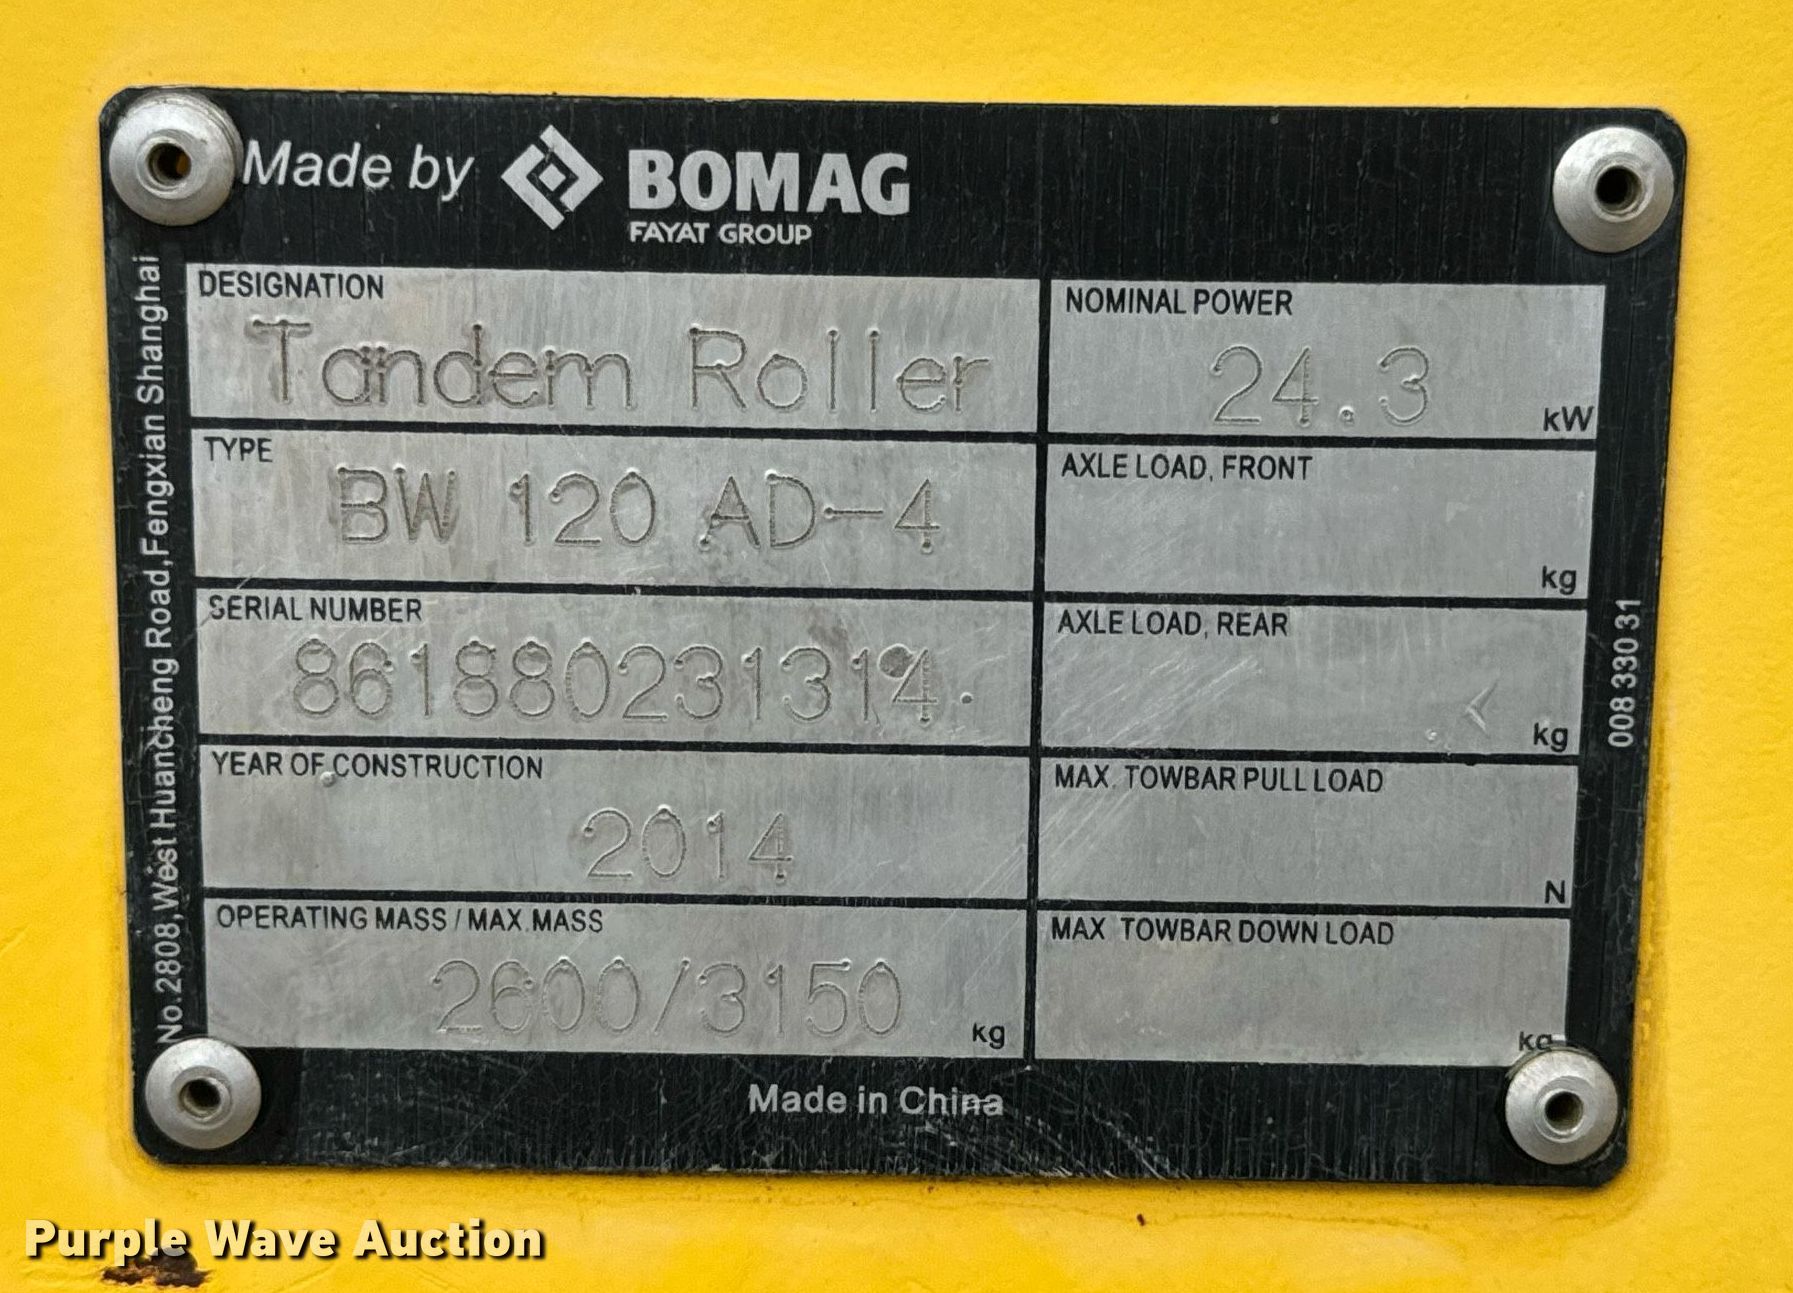 Made by BOMAG
FAYAT GROUP
DESIGNATION
Tandem Roller
NOMINAL POWER
24.3 kW
TYPE
BW 120 AD-4
AXLE LOAD, FRONT
kg
SERIAL NUMBER
861880231314
AXLE LOAD, REAR
kg
YEAR OF CONSTRUCTION
2014
MAX. TOWBAR PULL LOAD
N
OPERATING MASS / MAX. MASS
2600/3150 kg
MAX TOWBAR DOWN LOAD
kg
Made in China
No.2808,West Huancheng Road,Fengxian Shanghai
008 330 31
Purple Wave Auction